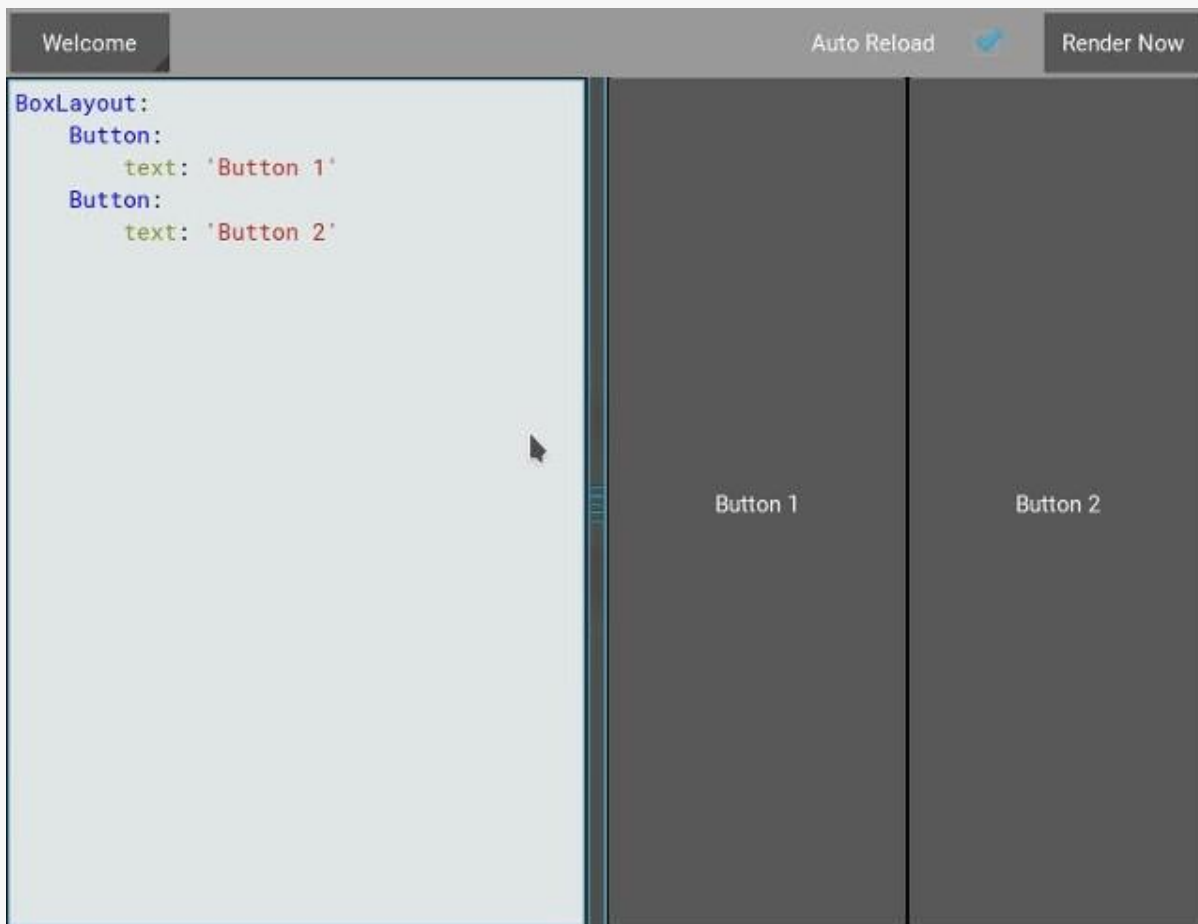 Welcome
Auto Reload
Render Now
BoxLayout:
    Button:
        text: 'Button 1'
    Button:
        text: 'Button 2'
Button 1
Button 2